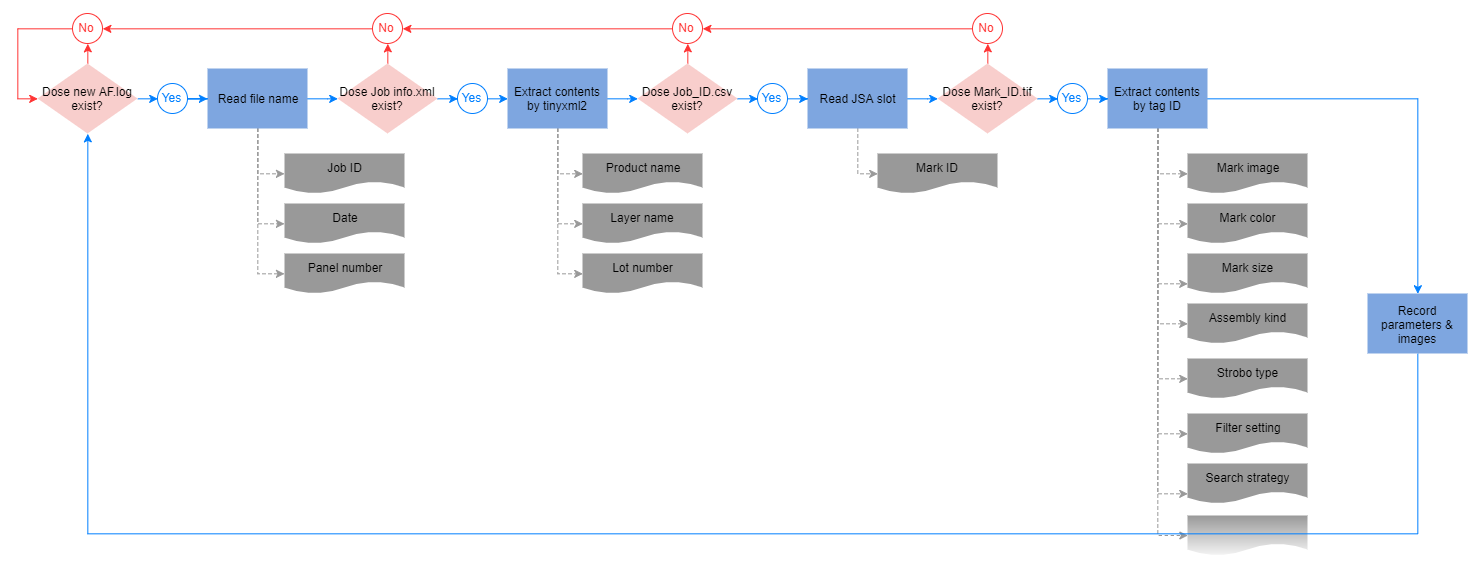 No
No
No
No
Dose new AF.log
exist?
Yes
Read file name
Dose Job info.xml
exist?
Yes
Extract contents
by tinyxml2
Dose Job_ID.csv
exist?
Yes
Read JSA slot
Dose Mark_ID.tif
exist?
Yes
Extract contents
by tag ID
Job ID
Date
Panel number
Product name
Layer name
Lot number
Mark ID
Mark image
Mark color
Mark size
Assembly kind
Strobo type
Filter setting
Search strategy
Record
parameters &
images